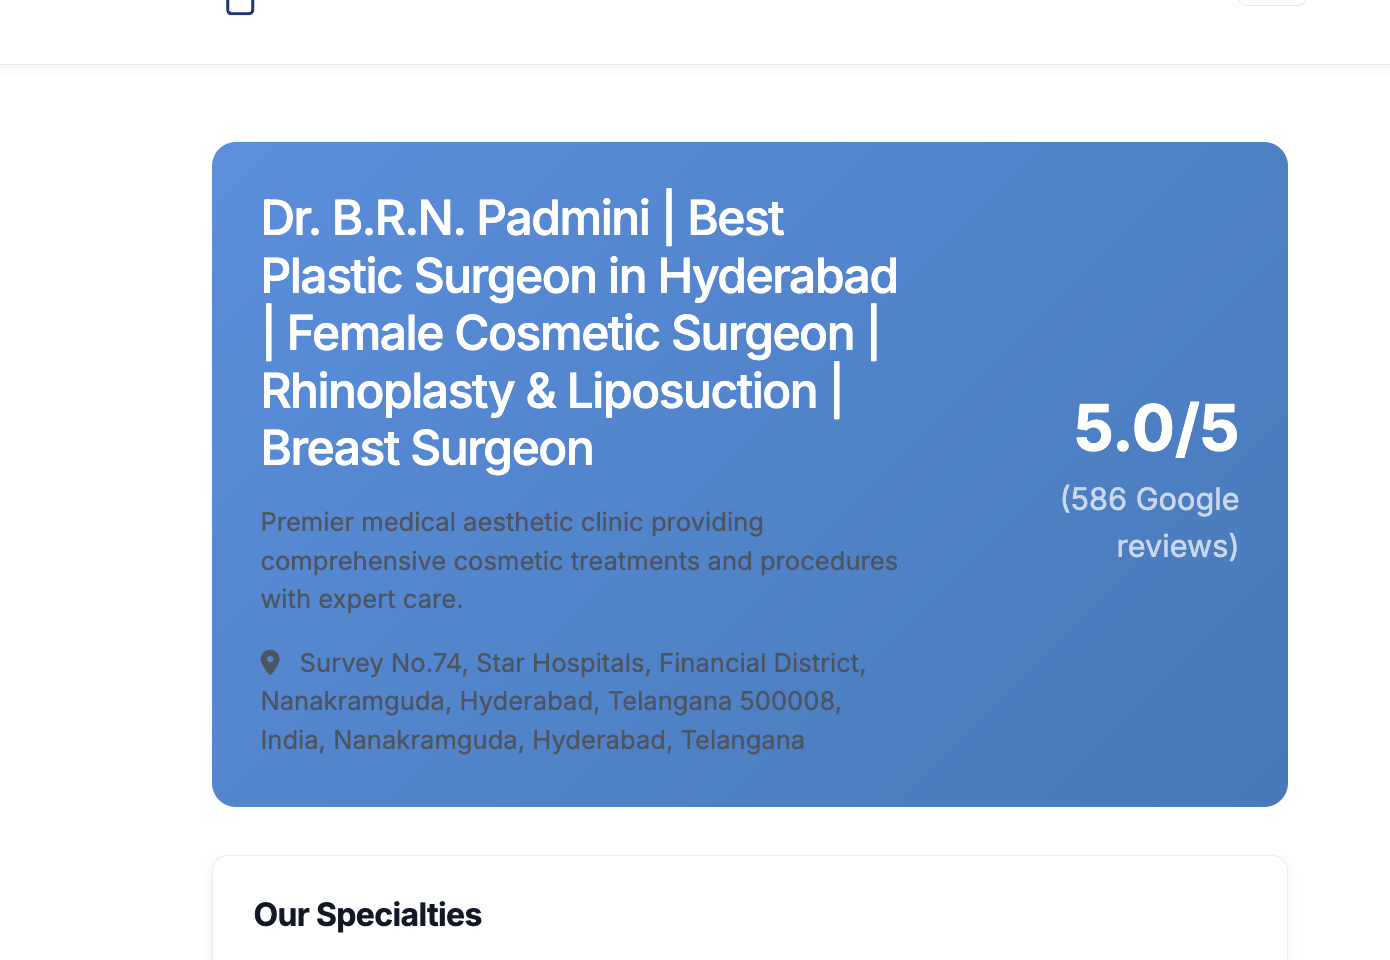 Dr. B.R.N. Padmini | Best
Plastic Surgeon in Hyderabad
| Female Cosmetic Surgeon |
Rhinoplasty & Liposuction |
Breast Surgeon
Premier medical aesthetic clinic providing
comprehensive cosmetic treatments and procedures
with expert care.
Survey No.74, Star Hospitals, Financial District,
Nanakramguda, Hyderabad, Telangana 500008,
India, Nanakramguda, Hyderabad, Telangana
5.0/5
(586 Google
reviews)
Our Specialties